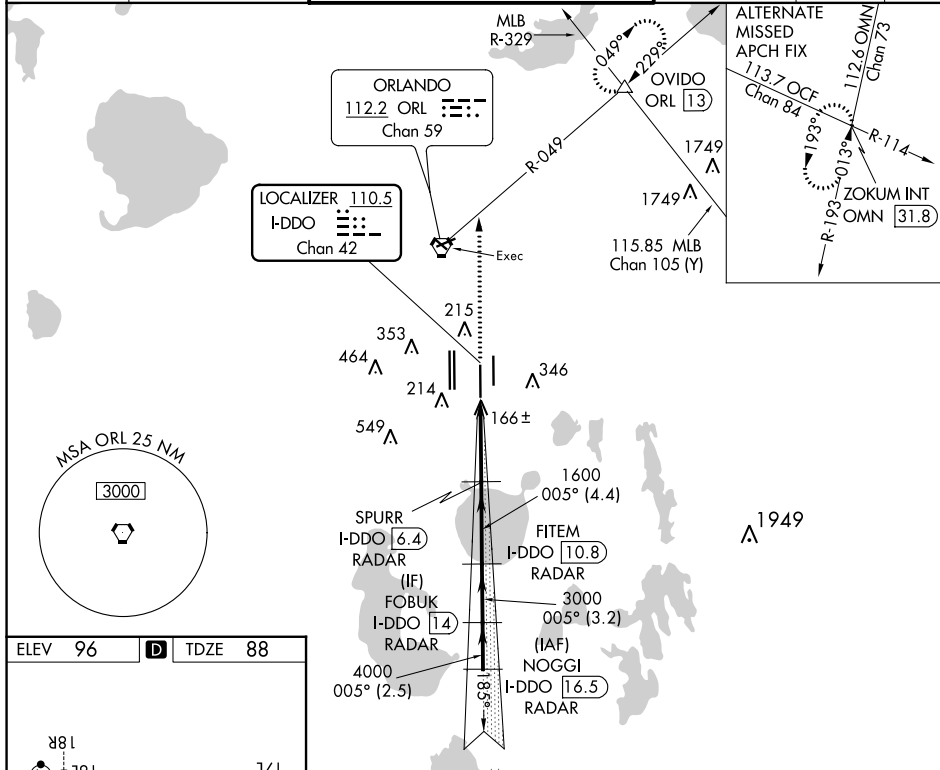 MLB
R-329
049°
229°
OVIDO
ORL 13
ALTERNATE
MISSED
APCH FIX
112.6 OMN
Chan 73
113.7 OCF
Chan 84
193°
013°
R-114
R-193
ZOKUM INT
OMN 31.8
ORLANDO
112.2 ORL
Chan 59
R-049
1749
1749
LOCALIZER 110.5
I-DDO
Chan 42
Exec
115.85 MLB
Chan 105 (Y)
215
353
464
346
214
166±
549
MSA ORL 25 NM
3000
1600
005° (4.4)
SPURR
I-DDO 6.4
RADAR
FITEM
I-DDO 10.8
RADAR
1949
(IF)
FOBUK
I-DDO 14
RADAR
3000
005° (3.2)
(IAF)
NOGGI
I-DDO 16.5
RADAR
4000
005° (2.5)
185°
ELEV 96 D TDZE 88
18R